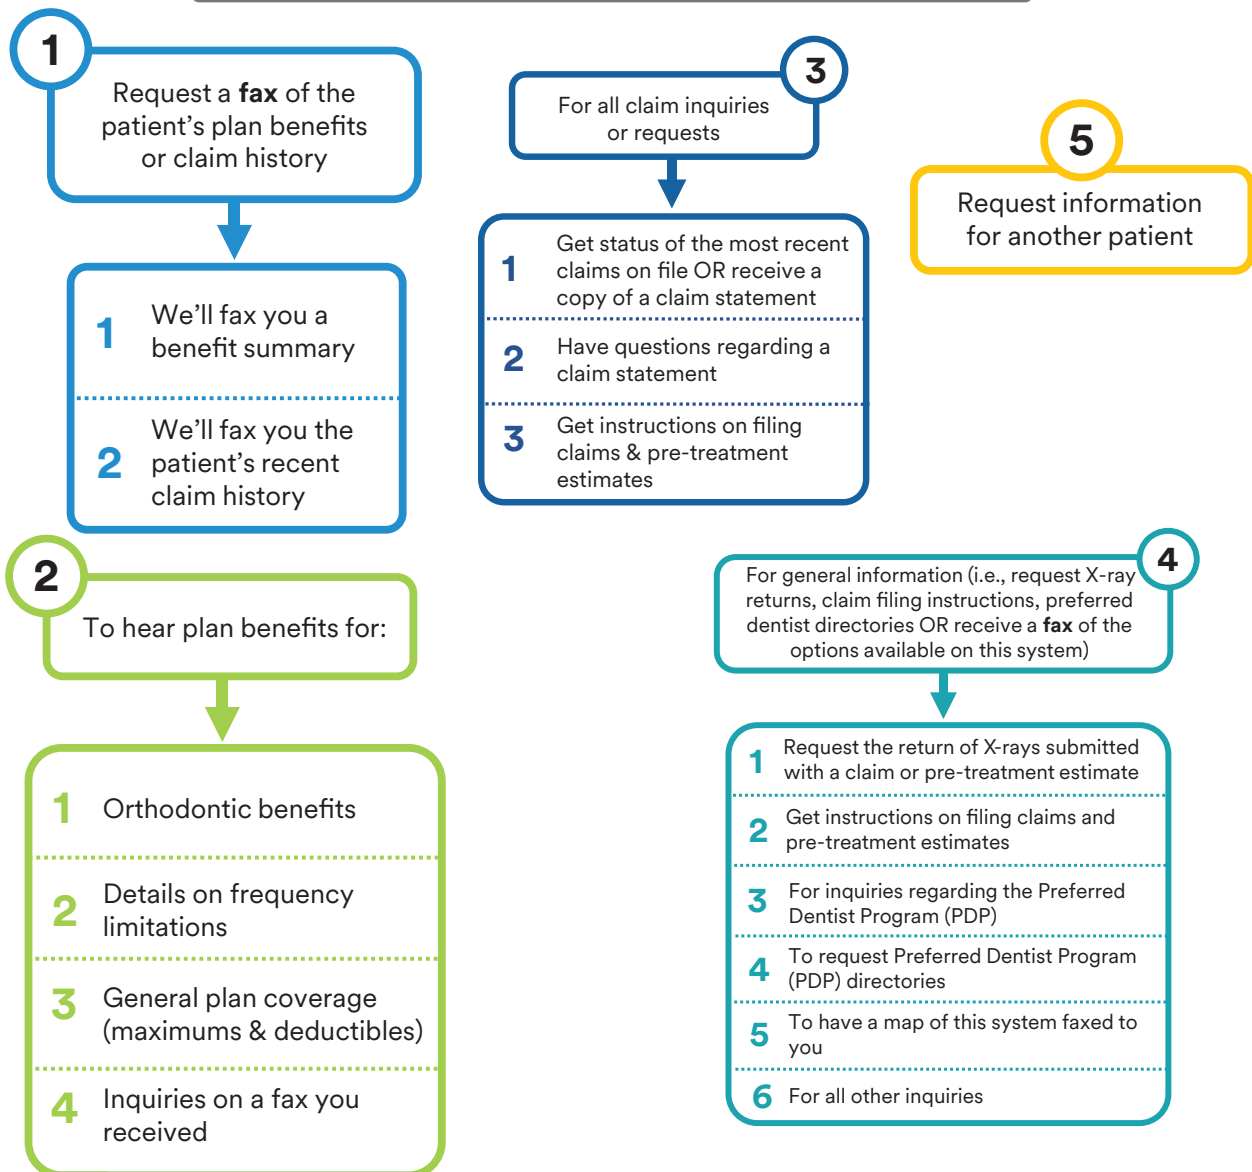 1
Request a fax of the
patient’s plan benefits
or claim history
1
We’ll fax you a
benefit summary
2
We’ll fax you the
patient’s recent
claim history
3
For all claim inquiries
or requests
1
Get status of the most recent
claims on file OR receive a
copy of a claim statement
2
Have questions regarding a
claim statement
3
Get instructions on filing
claims & pre-treatment
estimates
5
Request information
for another patient
2
To hear plan benefits for:
1
Orthodontic benefits
2
Details on frequency
limitations
3
General plan coverage
(maximums & deductibles)
4
Inquiries on a fax you
received
4
For general information (i.e., request X-ray
returns, claim filing instructions, preferred
dentist directories OR receive a fax of the
options available on this system)
1
Request the return of X-rays submitted
with a claim or pre-treatment estimate
2
Get instructions on filing claims and
pre-treatment estimates
3
For inquiries regarding the Preferred
Dentist Program (PDP)
4
To request Preferred Dentist Program
(PDP) directories
5
To have a map of this system faxed to
you
6
For all other inquiries